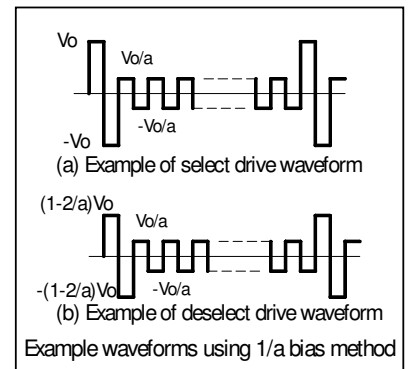 Vo
Vo/a
-Vo/a
-Vo
(a) Example of select drive waveform
(1-2/a)Vo
Vo/a
-(1-2/a)Vo
-Vo/a
(b) Example of deselect drive waveform
Example waveforms using 1/a bias method